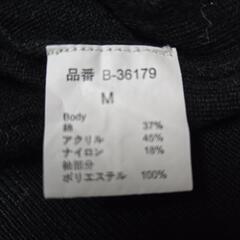 品番 B-36179
M
Body
綿 37%
アクリル 45%
ナイロン 18%
袖部分
ポリエステル 100%